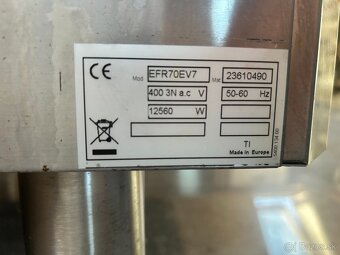 CE
Mod EFR70EV7 Mat 23610490
400 3N a.c V 50-60 Hz
12560 W
TI
Made in Europe